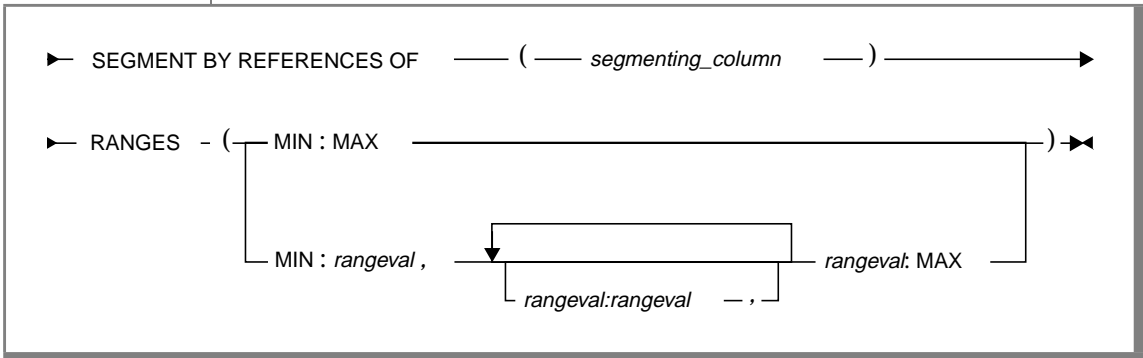 SEGMENT BY REFERENCES OF ( segmenting_column )
RANGES ( MIN : MAX )
MIN : rangeval , rangeval: MAX
rangeval:rangeval ,